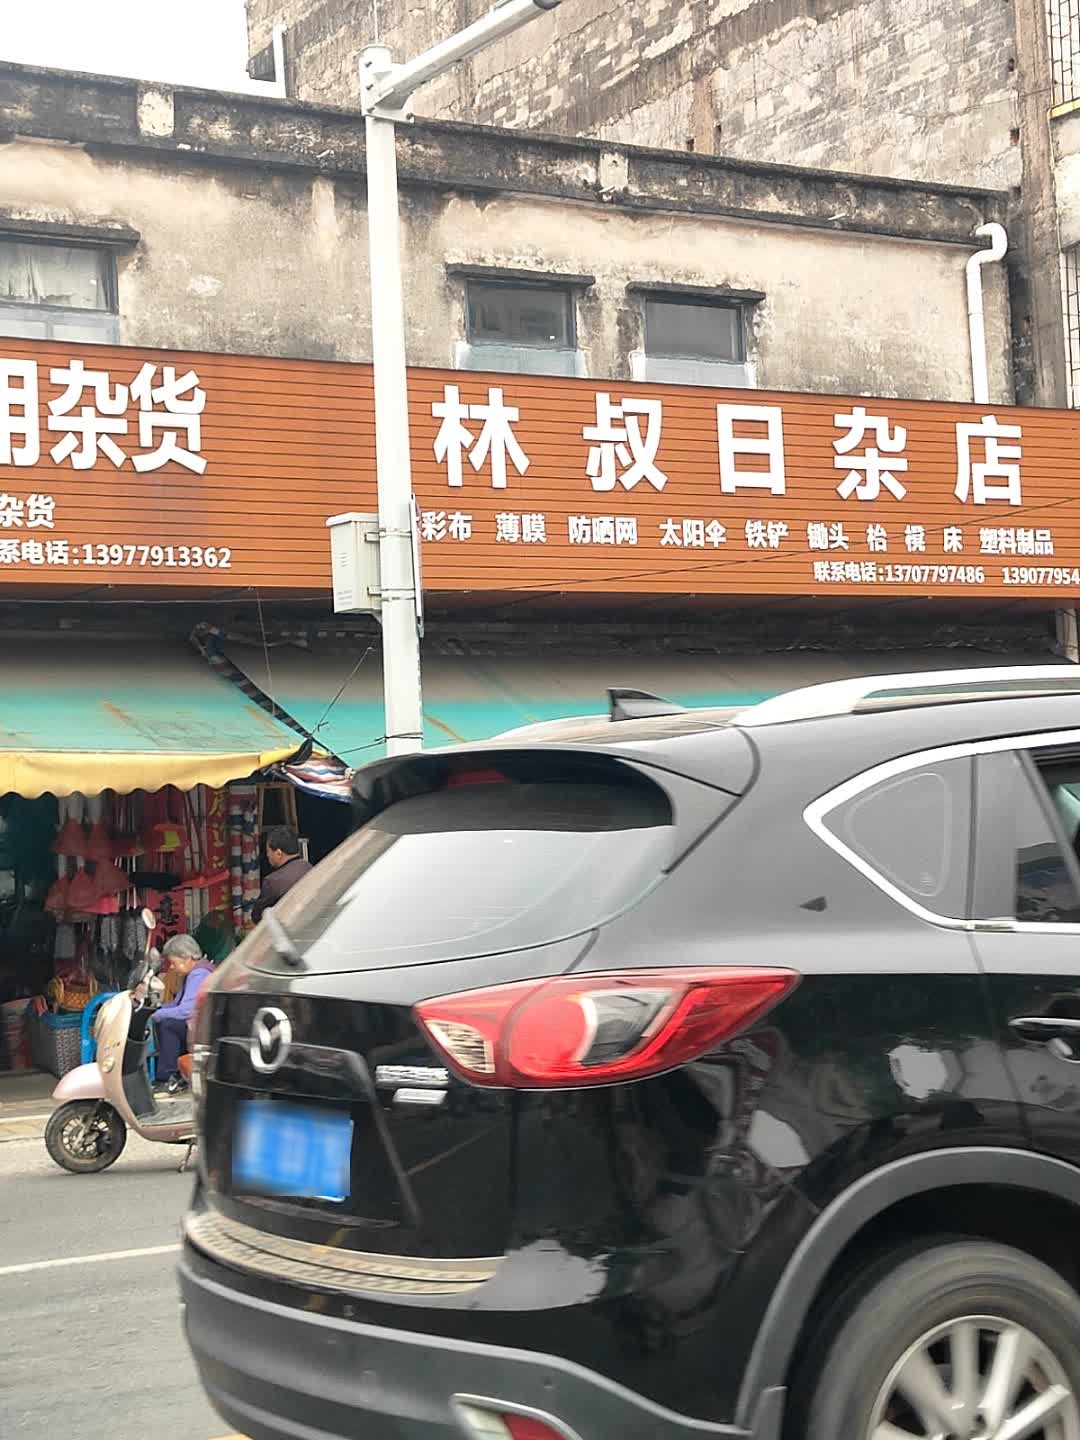 用杂货
杂货
系电话:13977913362
林叔日杂店
彩布 薄膜 防晒网 太阳伞 铁铲 锄头 枱 櫈 床 塑料制品
联系电话:13707797486 139077954